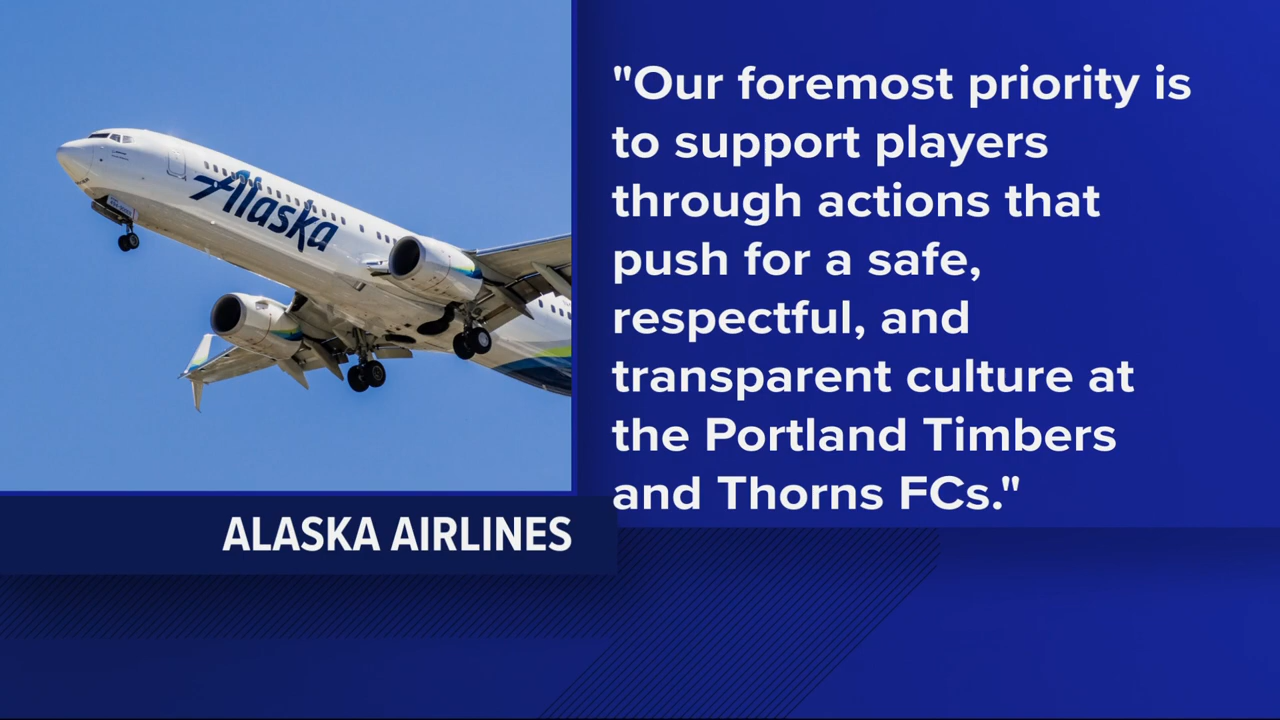 Alaska
"Our foremost priority is
to support players
through actions that
push for a safe,
respectful, and
transparent culture at
the Portland Timbers
and Thorns FCs."
ALASKA AIRLINES